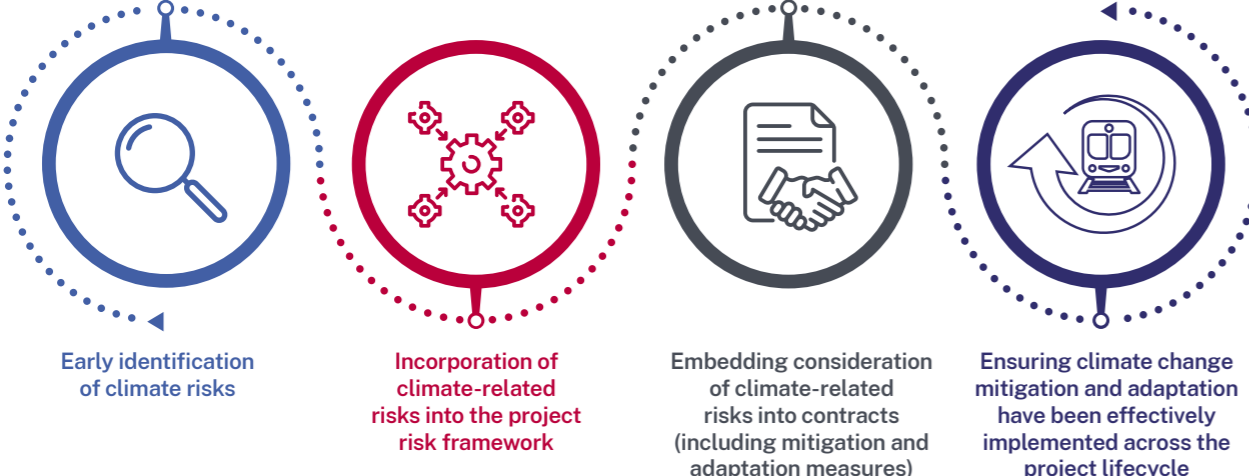 Early identification
of climate risks
Incorporation of
climate-related
risks into the project
risk framework
Embedding consideration
of climate-related
risks into contracts
(including mitigation and
adaptation measures)
Ensuring climate change
mitigation and adaptation
have been effectively
implemented across the
project lifecycle